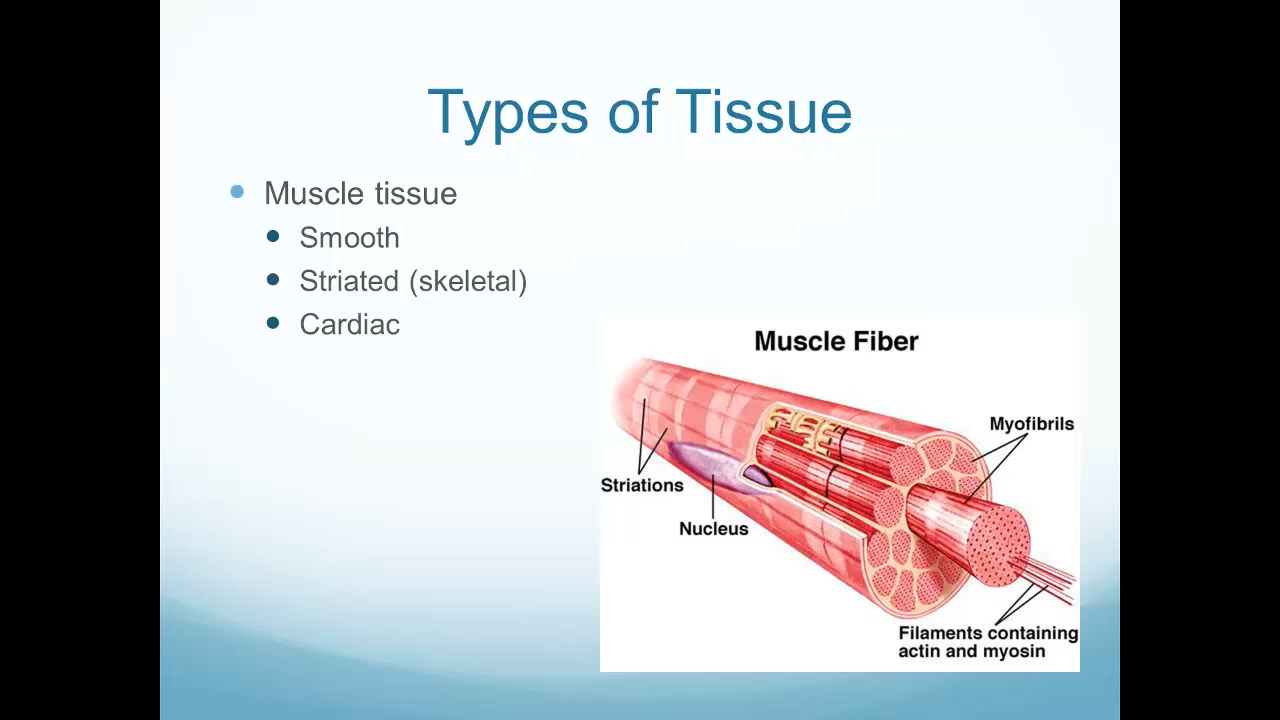 Types of Tissue
Muscle tissue
Smooth
Striated (skeletal)
Cardiac
Muscle Fiber
Myofibrils
Striations
Nucleus
Filaments containing
actin and myosin